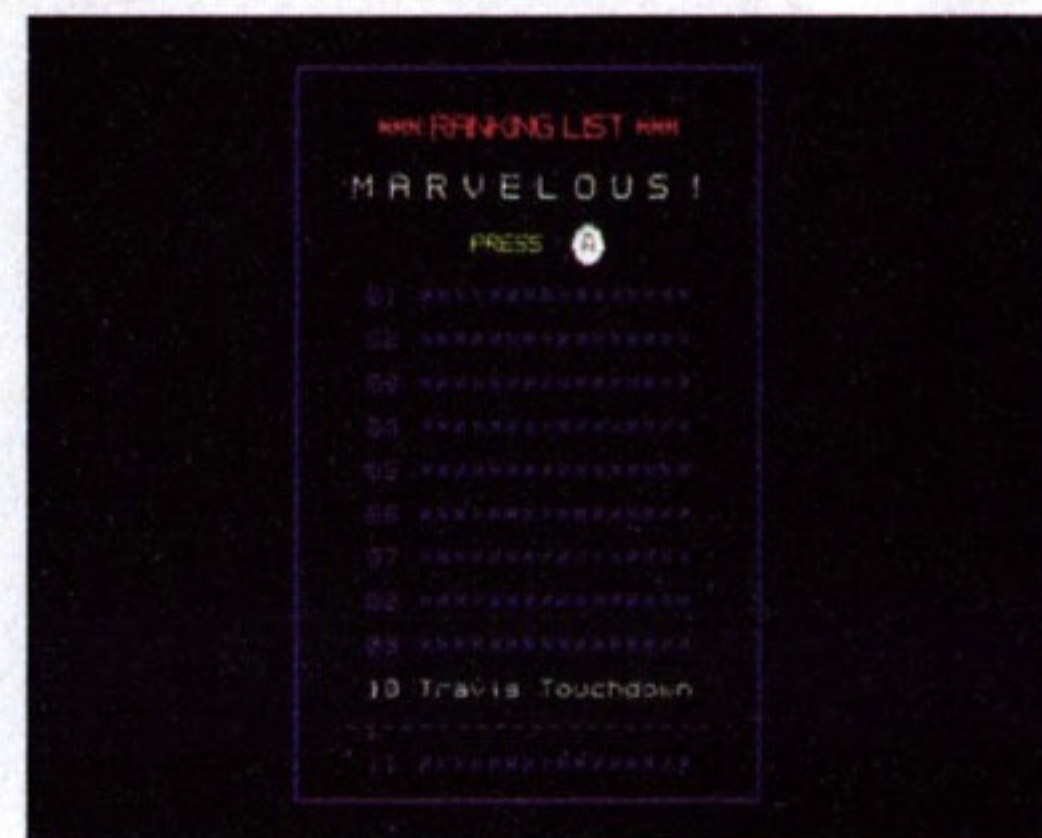 *** RANKING LIST ***
MARVELOUS!
PRESS A
01 ****************
02 ****************
03 ****************
04 ****************
05 ****************
06 ****************
07 ****************
08 ****************
09 ****************
10 Travis Touchdown
11 ****************